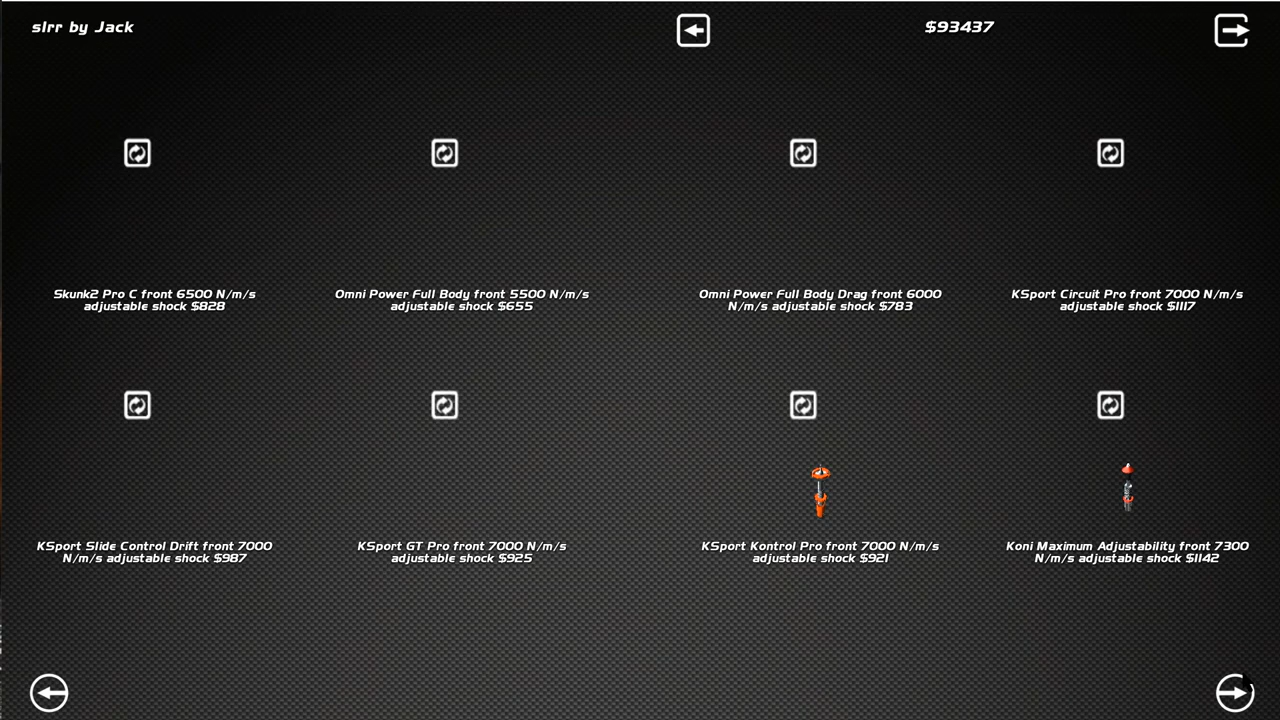 slrr by Jack
$93437
Skunk2 Pro C front 6500 N/m/s
adjustable shock $828
Omni Power Full Body front 5500 N/m/s
adjustable shock $655
Omni Power Full Body Drag front 6000
N/m/s adjustable shock $783
KSport Circuit Pro front 7000 N/m/s
adjustable shock $1117
KSport Slide Control Drift front 7000
N/m/s adjustable shock $987
KSport GT Pro front 7000 N/m/s
adjustable shock $925
KSport Kontrol Pro front 7000 N/m/s
adjustable shock $921
Koni Maximum Adjustability front 7300
N/m/s adjustable shock $1142